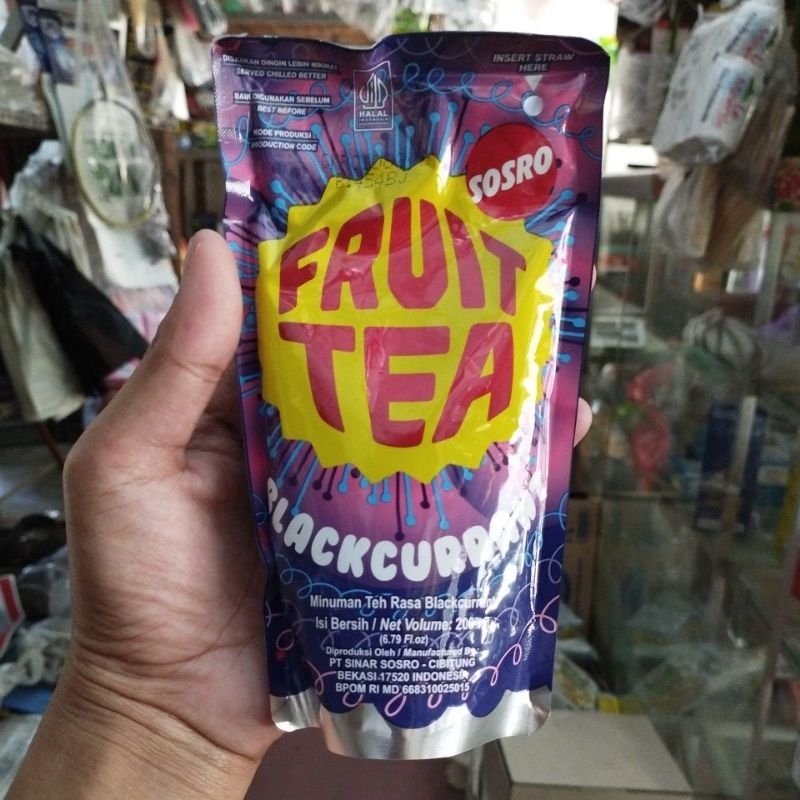 DISAJIKAN DINGIN LEBIH NIKMAT
SERVED CHILLED BETTER
BAIK DIGUNAKAN SEBELUM
BEST BEFORE
KODE PRODUKSI
PRODUCTION CODE
HALAL
INDONESIA
INSERT STRAW
HERE
SOSRO
FRUIT
TEA
BLACKCURRANT
Minuman Teh Rasa Blackcurrant
Isi Bersih / Net Volume:
(6.79 Fl.oz)
Diproduksi Oleh / Manufactured By:
PT SINAR SOSRO - CIBITUNG
BEKASI 17520 INDONESIA
BPOM RI MD 668310025015